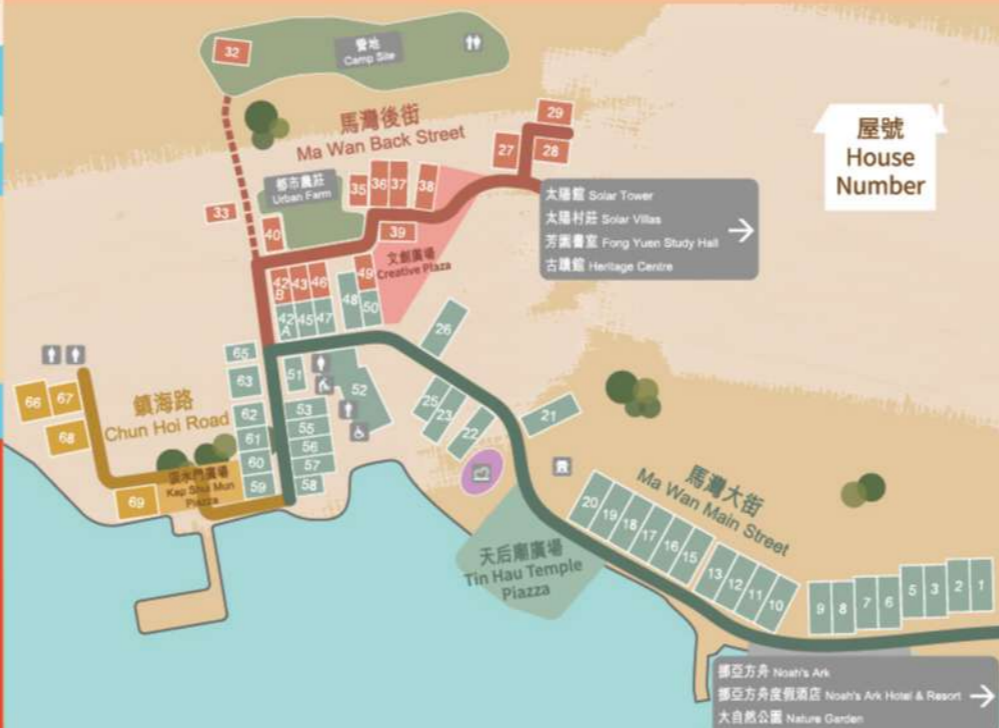 32
營地
Camp Site
馬灣後街
Ma Wan Back Street
29
27
28
屋號
House
Number
都市農莊
Urban Farm
35
36
37
38
太陽館 Solar Tower
太陽村莊 Solar Villas
芳園書室 Fong Yuen Study Hall
古蹟館 Heritage Centre
33
40
39
文創廣場
Creative Plaza
42
B
43
46
49
48
50
42
A
45
47
26
65
63
51
52
66
67
68
鎮海路
Chun Hoi Road
62
61
60
59
53
55
56
57
58
25
23
22
21
汲水門廣場
Kap Shui Mun
Piazza
69
馬灣大街
Ma Wan Main Street
20
19
18
17
16
15
13
12
11
10
天后廟廣場
Tin Hau Temple
Piazza
9
8
7
6
5
3
2
1
挪亞方舟 Noah's Ark
挪亞方舟度假酒店 Noah's Ark Hotel & Resort
大自然公園 Nature Garden